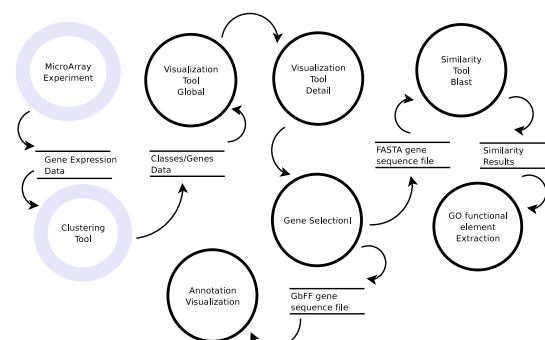 MicroArray
Experiment
Gene Expression
Data
Clustering
Tool
Visualization
Tool
Global
Classes/Genes
Data
Visualization
Tool
Detail
Gene SelectionI
GbFF gene
sequence file
Annotation
Visualization
FASTA gene
sequence file
Similarity
Tool
Blast
Similarity
Results
GO functional
element
Extraction